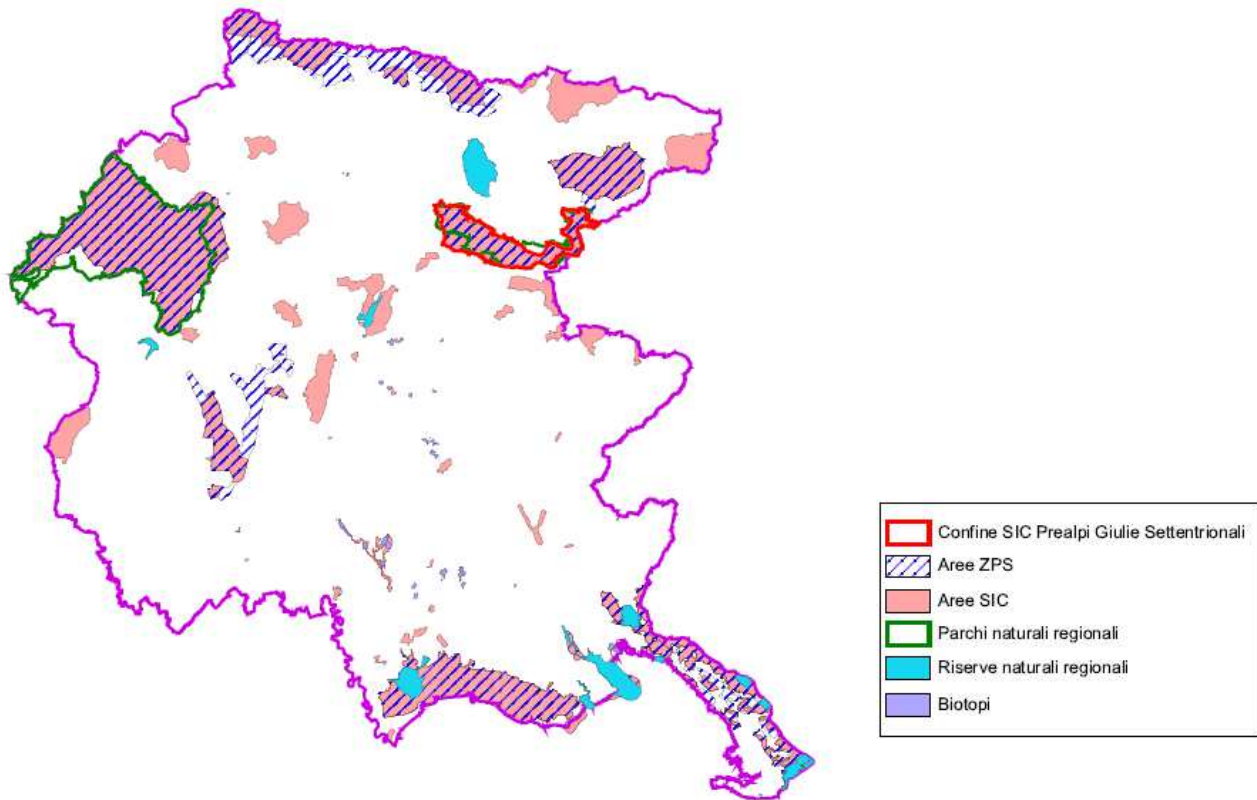 Confine SIC Prealpi Giulie Settentrionali
Aree ZPS
Aree SIC
Parchi naturali regionali
Riserve naturali regionali
Biotopi